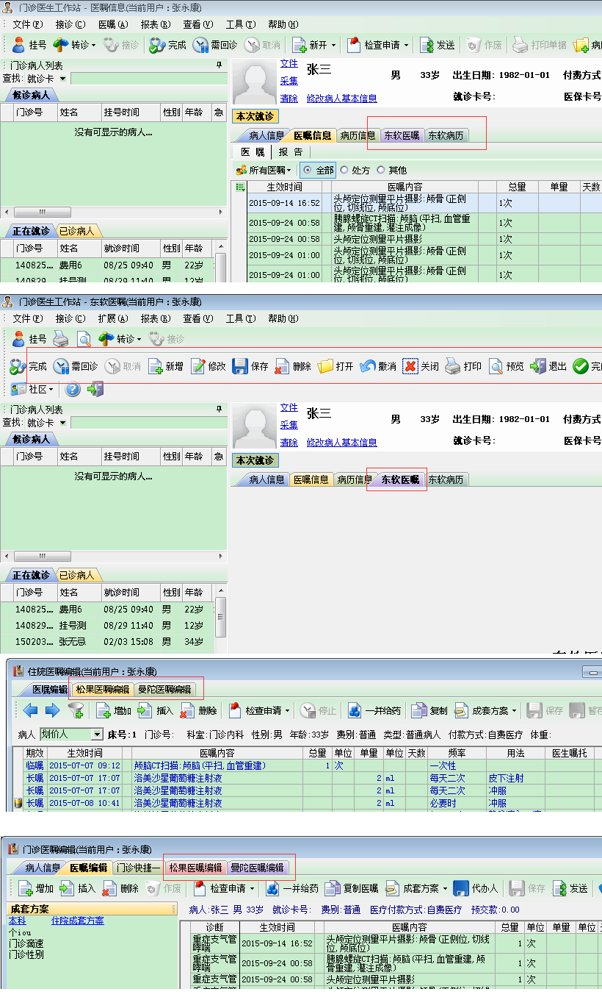 门诊医生工作站 - 医嘱信息(当前用户：张永康)
文件(F) 接诊(C) 医嘱(A) 报表(R) 查看(V) 工具(T) 帮助(H)
挂号 转诊 接诊 完成 需回诊 取消 新开 检查申请 发送 作废 打印单据
门诊病人列表
查找: 就诊卡
候诊病人
门诊号 姓名 挂号时间 性别 年龄 急
没有可显示的病人...
正在就诊 已诊病人
门诊号 姓名 就诊时间 性别 年龄
140825... 费用6 08/25 09:40 男 22岁
140829 挂号测 08/29 11:40 12岁
文件
采集
清除 修改病人基本信息
张三 男 33岁 出生日期: 1982-01-01 付费方式
就诊卡号: 医保卡号
本次就诊
病人信息 医嘱信息 病历信息 东软医嘱 东软病历
医 嘱 报 告
所有医嘱 全部 处方 其他
生效时间 医嘱内容 总量 单量 天数
2015-09-14 16:52 头颅定位测量平片摄影:颅骨(正侧位,切线位,颅底位) 1次
2015-09-24 00:58 胰腺螺旋CT扫描:颅脑(平扫,血管重建,颅骨重建,灌注成像)
2015-09-24 00:58 头颅定位测量平片摄影
2015-09-24 01:00 头颅定位测量平片摄影:颅骨(正侧位,切线位,颅底位) 1次
2015-09-24 01:00 头颅定位测量平片摄影:颅骨(正侧位,切线位,颅底位) 1次
门诊医生工作站 - 东软医嘱(当前用户：张永康)
文件(F) 接诊(C) 扩展(A) 报表(R) 查看(V) 工具(T) 帮助(H)
挂号 转诊 接诊
完成 需回诊 取消 新增 修改 保存 删除 打开 撤消 关闭 打印 预览 退出
社区
门诊病人列表
查找: 就诊卡
候诊病人
门诊号 姓名 挂号时间 性别 年龄 急
没有可显示的病人...
正在就诊 已诊病人
门诊号 姓名 就诊时间 性别 年龄
140825... 费用6 08/25 09:40 男 22岁
140829... 挂号测 08/29 11:40 男 12岁
150203... 张无忌 02/03 15:08 男 34岁
文件
采集
清除 修改病人基本信息
张三 男 33岁 出生日期: 1982-01-01 付费方式
就诊卡号: 医保卡号
本次就诊
病人信息 医嘱信息 病历信息 东软医嘱 东软病历
住院医嘱编辑(当前用户：张永康)
医嘱编辑 松果医嘱编辑 曼陀医嘱编辑
增加 插入 删除 检查申请 停止 一并给药 复制 成套方案 保存
病人 划价人 床号:1 门诊号: 科室:门诊内科 性别:男 年龄:33岁 费别:普通 类型:普通病人 付款方式:自费医疗 体重:
期效 生效时间 医嘱内容 总量 单位 单量 单位 天数 频率 用法 医生嘱托
临嘱 2015-07-07 09:12 颅脑CT扫描:颅脑(平扫,血管重建) 1 次 一次性
长嘱 2015-07-07 17:07 洛美沙星葡萄糖注射液 2 ml 每天二次 皮下注射
长嘱 2015-07-07 17:07 洛美沙星葡萄糖注射液 2 ml 每天二次 冲服
长嘱 2015-07-08 10:41 洛美沙星葡萄糖注射液 2 ml 必要时 冲服
门诊医嘱编辑(当前用户：张永康)
病人信息 医嘱编辑 门诊快捷一 松果医嘱编辑 曼陀医嘱编辑
增加 插入 删除 作废 检查申请 一并给药 复制医嘱 成套方案 代办人 保存 发送
成套方案
本科 住院成套方案
个iou
门诊滴速
门诊性别
病人:张三 男 33岁 就诊卡号: 费别:普通 医疗付款方式:自费医疗 预交款:0.00
诊断 生效时间 医嘱内容 总量 单位 单量 单位
重症支气管哮喘 2015-09-14 16:52 头颅定位测量平片摄影:颅骨(正侧位,切线位,颅底位) 1 次
重症支气管哮喘 2015-09-24 00:58 胰腺螺旋CT扫描:颅脑(平扫,血管重建,颅骨重建,灌注成像) 1 次
重症支气管 2015-09-24 00:58 头颅定位测量平片摄影 1 次